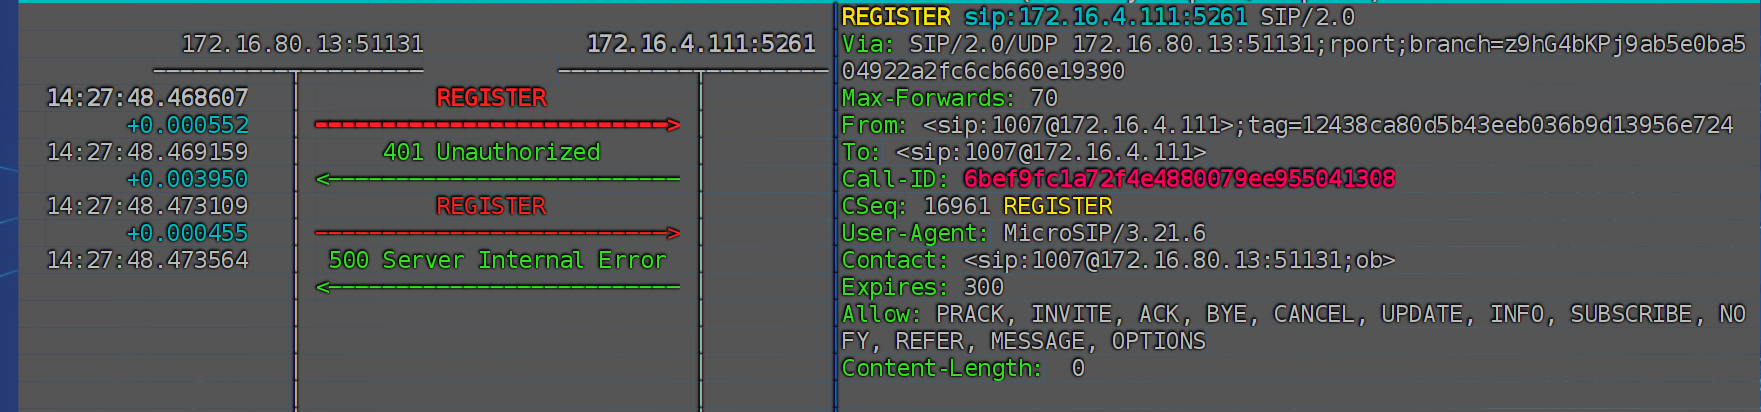 172.16.80.13:51131
172.16.4.111:5261
14:27:48.468607
REGISTER
+0.000552
14:27:48.469159
401 Unauthorized
+0.003950
14:27:48.473109
REGISTER
+0.000455
14:27:48.473564
500 Server Internal Error
REGISTER sip:172.16.4.111:5261 SIP/2.0
Via: SIP/2.0/UDP 172.16.80.13:51131;rport;branch=z9hG4bKPj9ab5e0ba5
04922a2fc6cb660e19390
Max-Forwards: 70
From: <sip:1007@172.16.4.111>;tag=12438ca80d5b43eeb036b9d13956e724
To: <sip:1007@172.16.4.111>
Call-ID: 6bef9fc1a72f4e4880079ee955041308
CSeq: 16961 REGISTER
User-Agent: MicroSIP/3.21.6
Contact: <sip:1007@172.16.80.13:51131;ob>
Expires: 300
Allow: PRACK, INVITE, ACK, BYE, CANCEL, UPDATE, INFO, SUBSCRIBE, NO
FY, REFER, MESSAGE, OPTIONS
Content-Length:  0